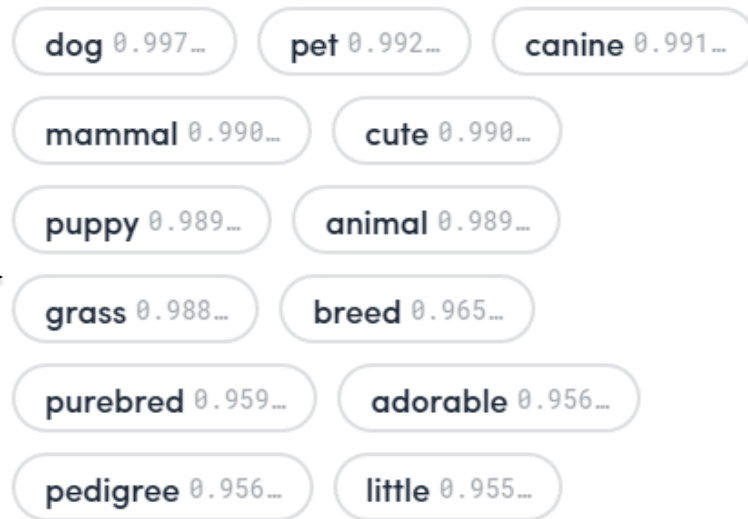 dog 0.997… pet 0.992… canine 0.991…
mammal 0.990… cute 0.990…
puppy 0.989… animal 0.989…
grass 0.988… breed 0.965…
purebred 0.959… adorable 0.956…
pedigree 0.956… little 0.955…